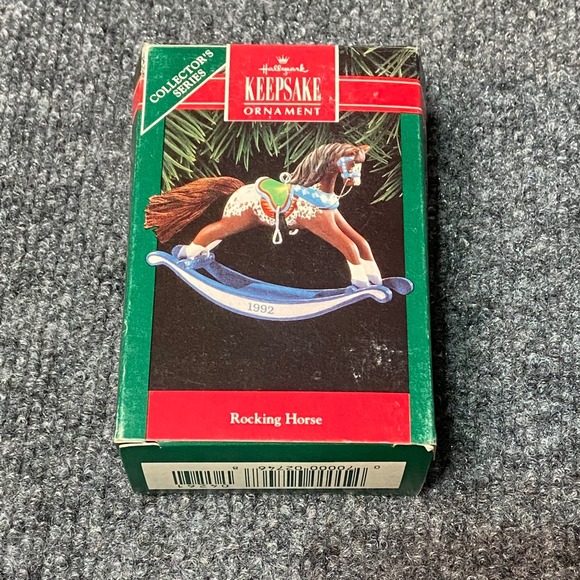 COLLECTOR'S
SERIES
Hallmark
KEEPSAKE
ORNAMENT
1992
Rocking Horse